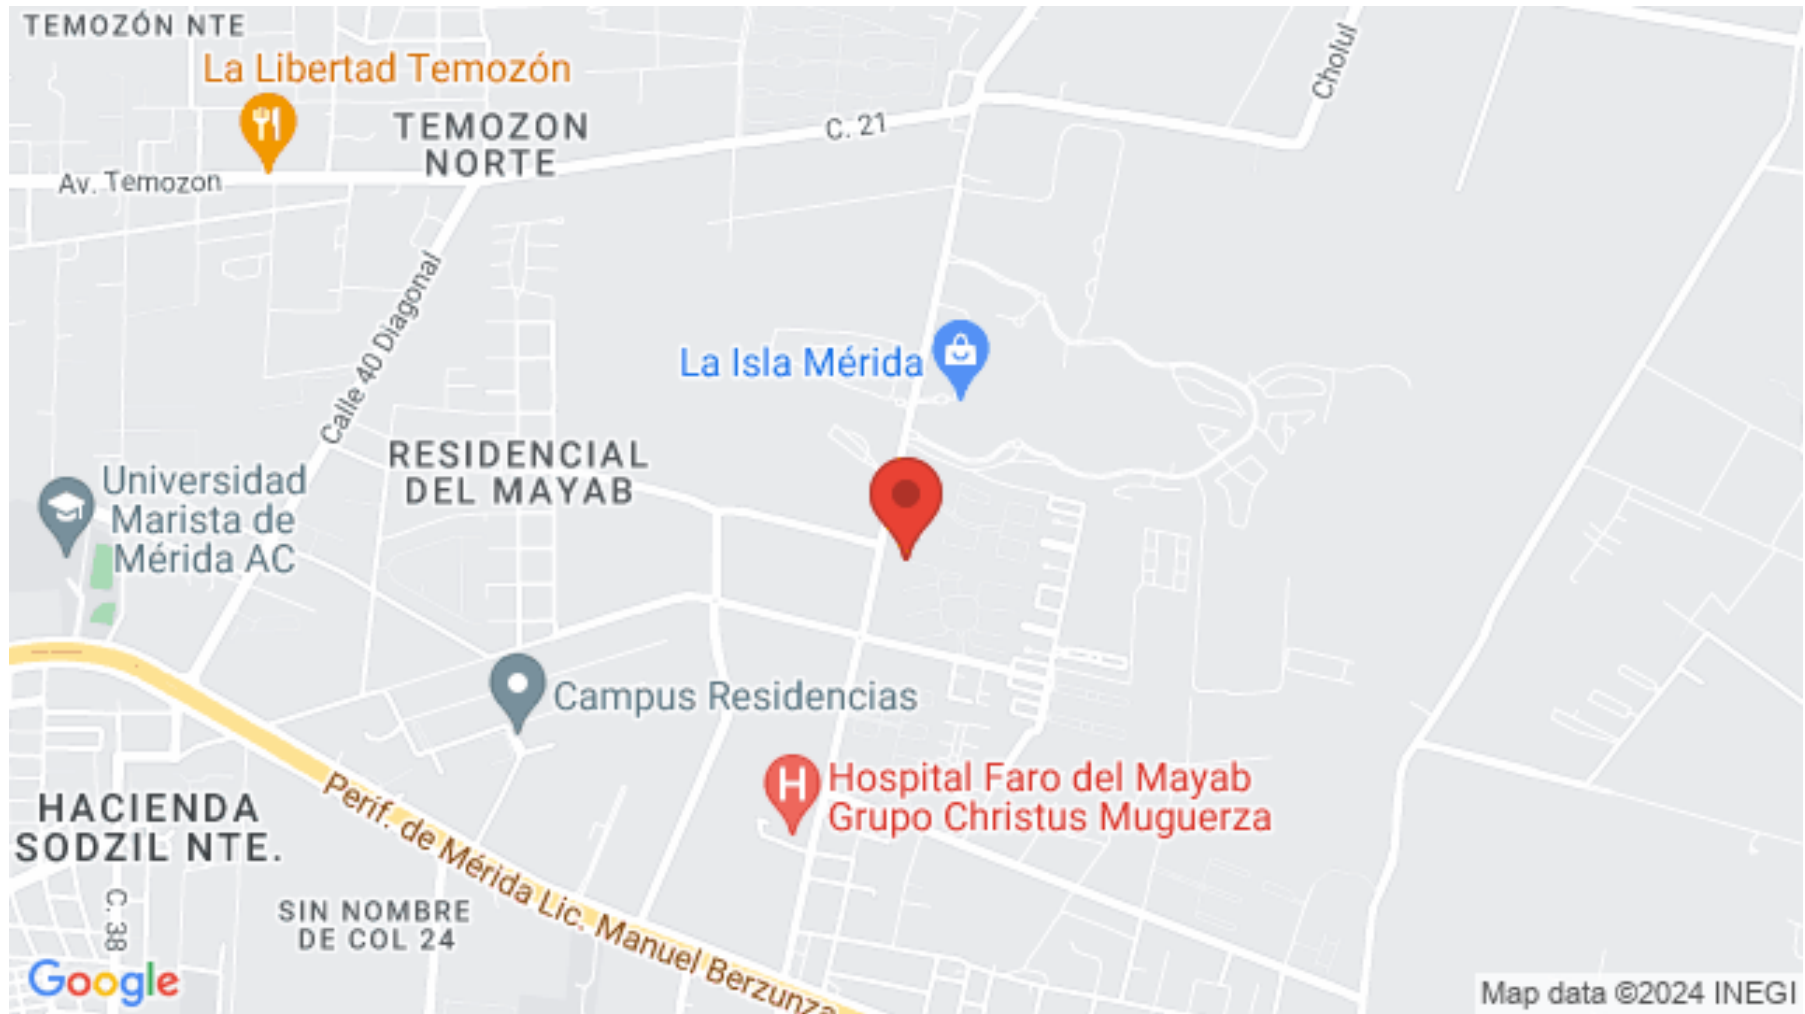 TEMOZÓN NTE
La Libertad Temozón
TEMOZON
NORTE
C. 21
Cholul
Av. Temozon
Calle 40 Diagonal
La Isla Mérida
RESIDENCIAL
DEL MAYAB
Universidad
Marista de
Mérida AC
Campus Residencias
Hospital Faro del Mayab
Grupo Christus Muguerza
H
HACIENDA
SODZIL NTE.
Perif. de Mérida Lic. Manuel Berzunza
C. 38
SIN NOMBRE
DE COL 24
Google
Map data ©2024 INEGI